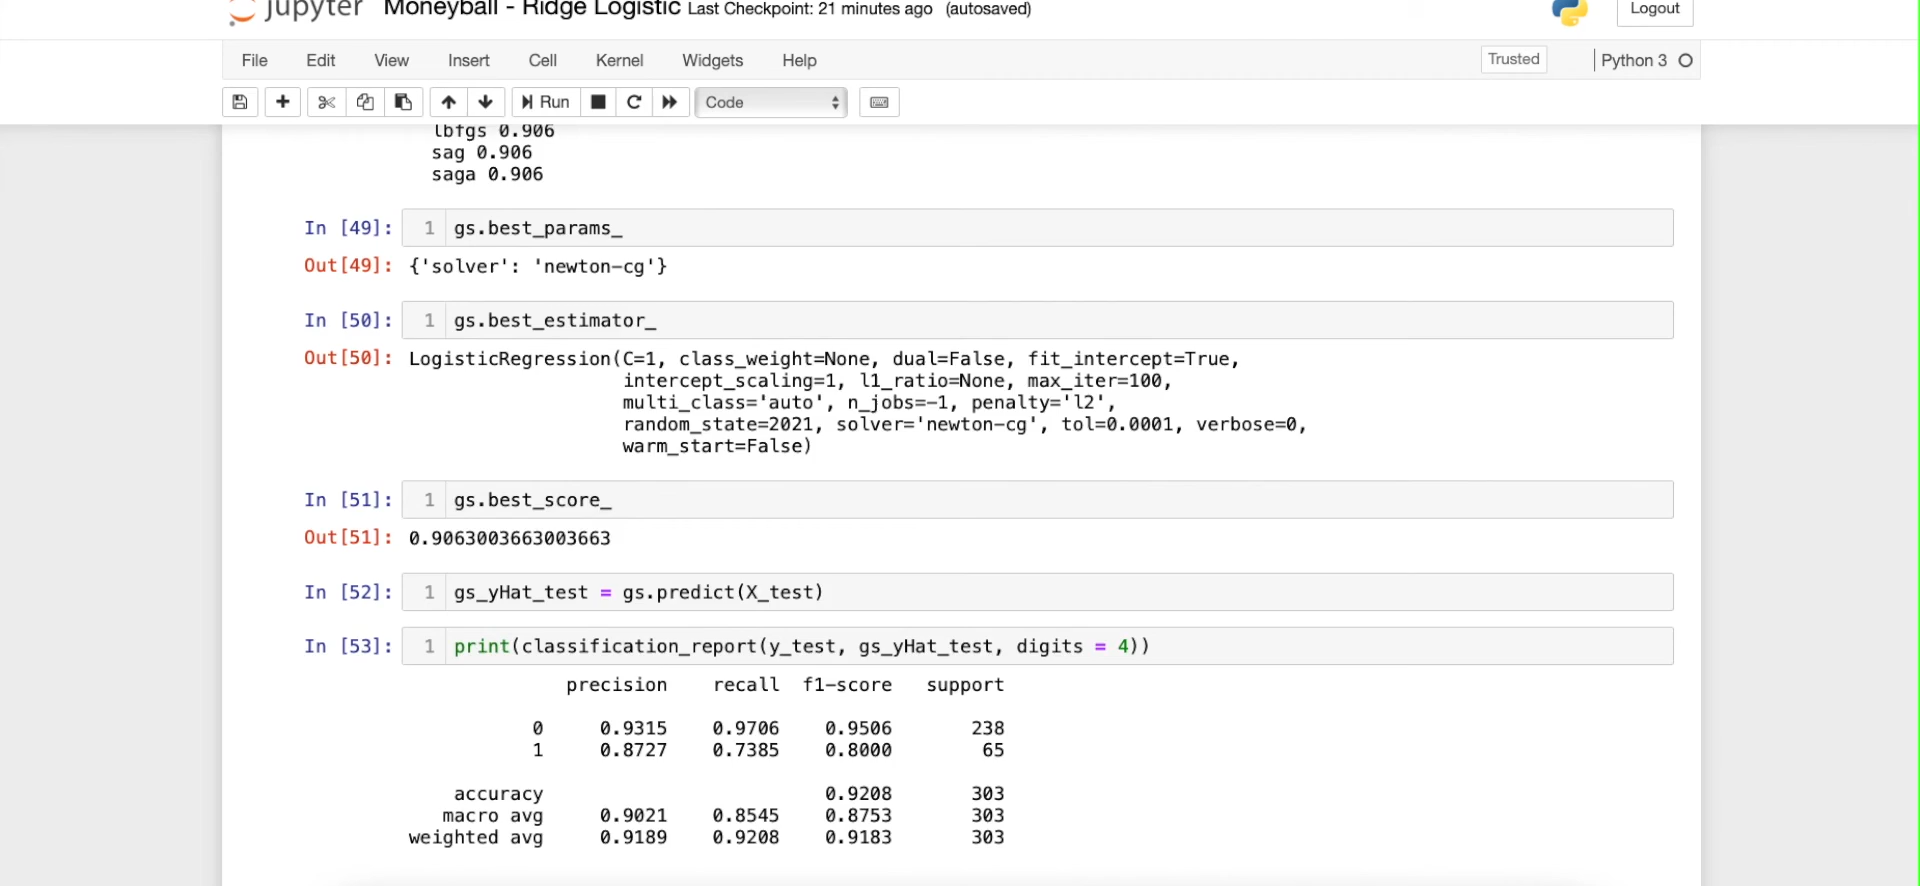 jupyter Moneyball - Ridge Logistic Last Checkpoint: 21 minutes ago (autosaved) Logout
File Edit View Insert Cell Kernel Widgets Help Trusted Python 3
Run Code
lbfgs 0.906
sag 0.906
saga 0.906
In [49]: 1 gs.best_params_
Out[49]: {'solver': 'newton-cg'}
In [50]: 1 gs.best_estimator_
Out[50]: LogisticRegression(C=1, class_weight=None, dual=False, fit_intercept=True,
intercept_scaling=1, l1_ratio=None, max_iter=100,
multi_class='auto', n_jobs=-1, penalty='l2',
random_state=2021, solver='newton-cg', tol=0.0001, verbose=0,
warm_start=False)
In [51]: 1 gs.best_score_
Out[51]: 0.9063003663003663
In [52]: 1 gs_yHat_test = gs.predict(X_test)
In [53]: 1 print(classification_report(y_test, gs_yHat_test, digits = 4))
precision recall f1-score support
0 0.9315 0.9706 0.9506 238
1 0.8727 0.7385 0.8000 65
accuracy 0.9208 303
macro avg 0.9021 0.8545 0.8753 303
weighted avg 0.9189 0.9208 0.9183 303